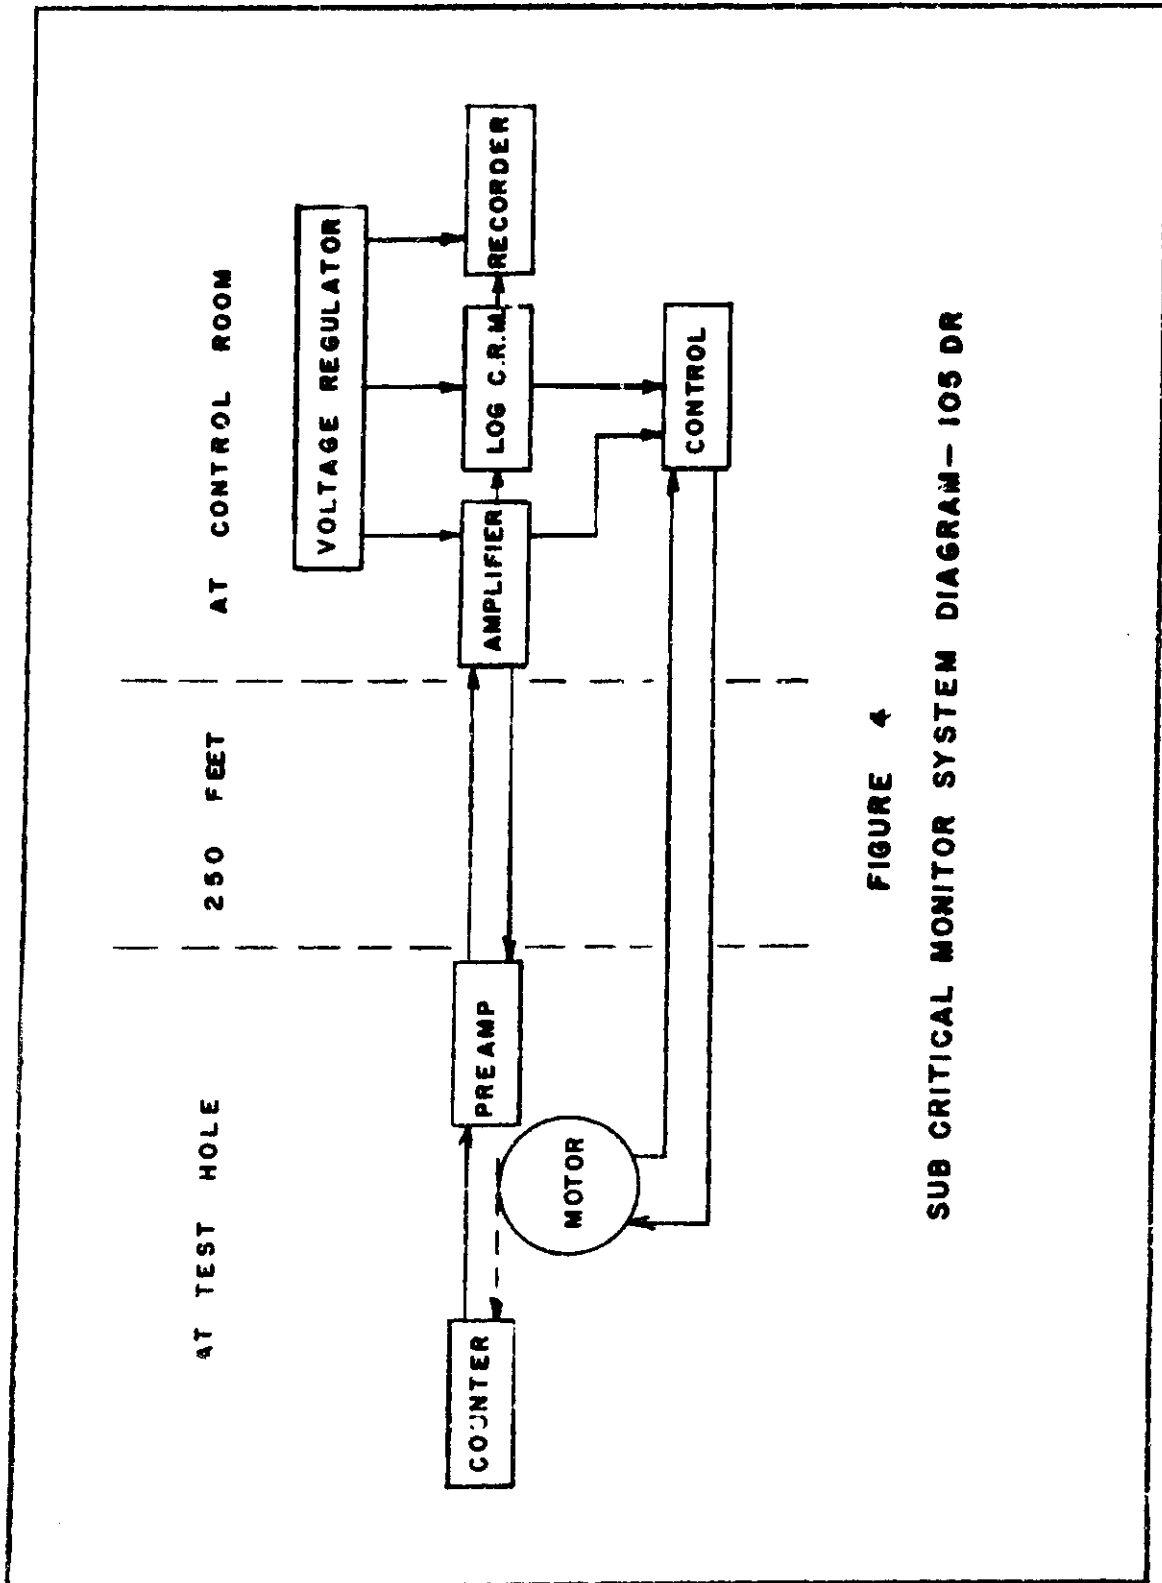 AT TEST HOLE
250 FEET
AT CONTROL ROOM
VOLTAGE REGULATOR
COUNTER
PREAMP
AMPLIFIER
LOG C.R.M.
RECORDER
MOTOR
CONTROL
FIGURE 4
SUB CRITICAL MONITOR SYSTEM DIAGRAM-105 DR